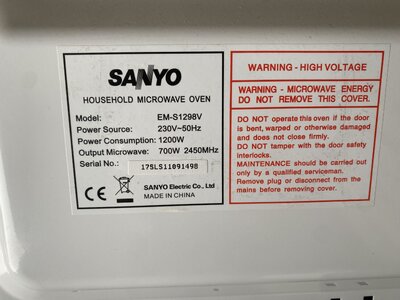 SANYO
HOUSEHOLD MICROWAVE OVEN
Model: EM-S1298V
Power Source: 230V~50Hz
Power Consumption: 1200W
Output Microwave: 700W 2450MHz
Serial No.: 175LS11091498
CE SANYO Electric Co., Ltd
MADE IN CHINA
WARNING - HIGH VOLTAGE
WARNING - MICROWAVE ENERGY
DO NOT REMOVE THIS COVER.
DO NOT operate this oven if the door
is bent, warped or otherwise damaged
and does not close firmly.
DO NOT tamper with the door safety
interlocks.
MAINTENANCE should be carried out
only by a qualified serviceman.
Remove plug or disconnect from the
mains before removing cover.